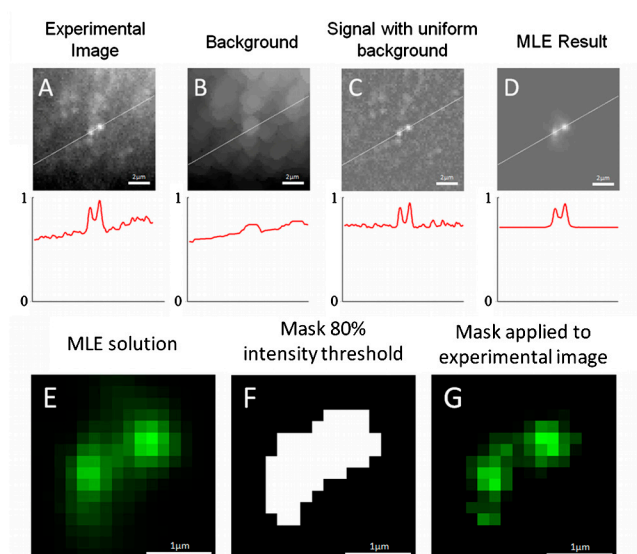 Experimental
Image
Background
Signal with uniform
background
MLE Result
A
B
C
D
2µm
2µm
2µm
2µm
1
1
1
1
0
0
0
0
MLE solution
Mask 80%
intensity threshold
Mask applied to
experimental image
E
F
G
1µm
1µm
1µm